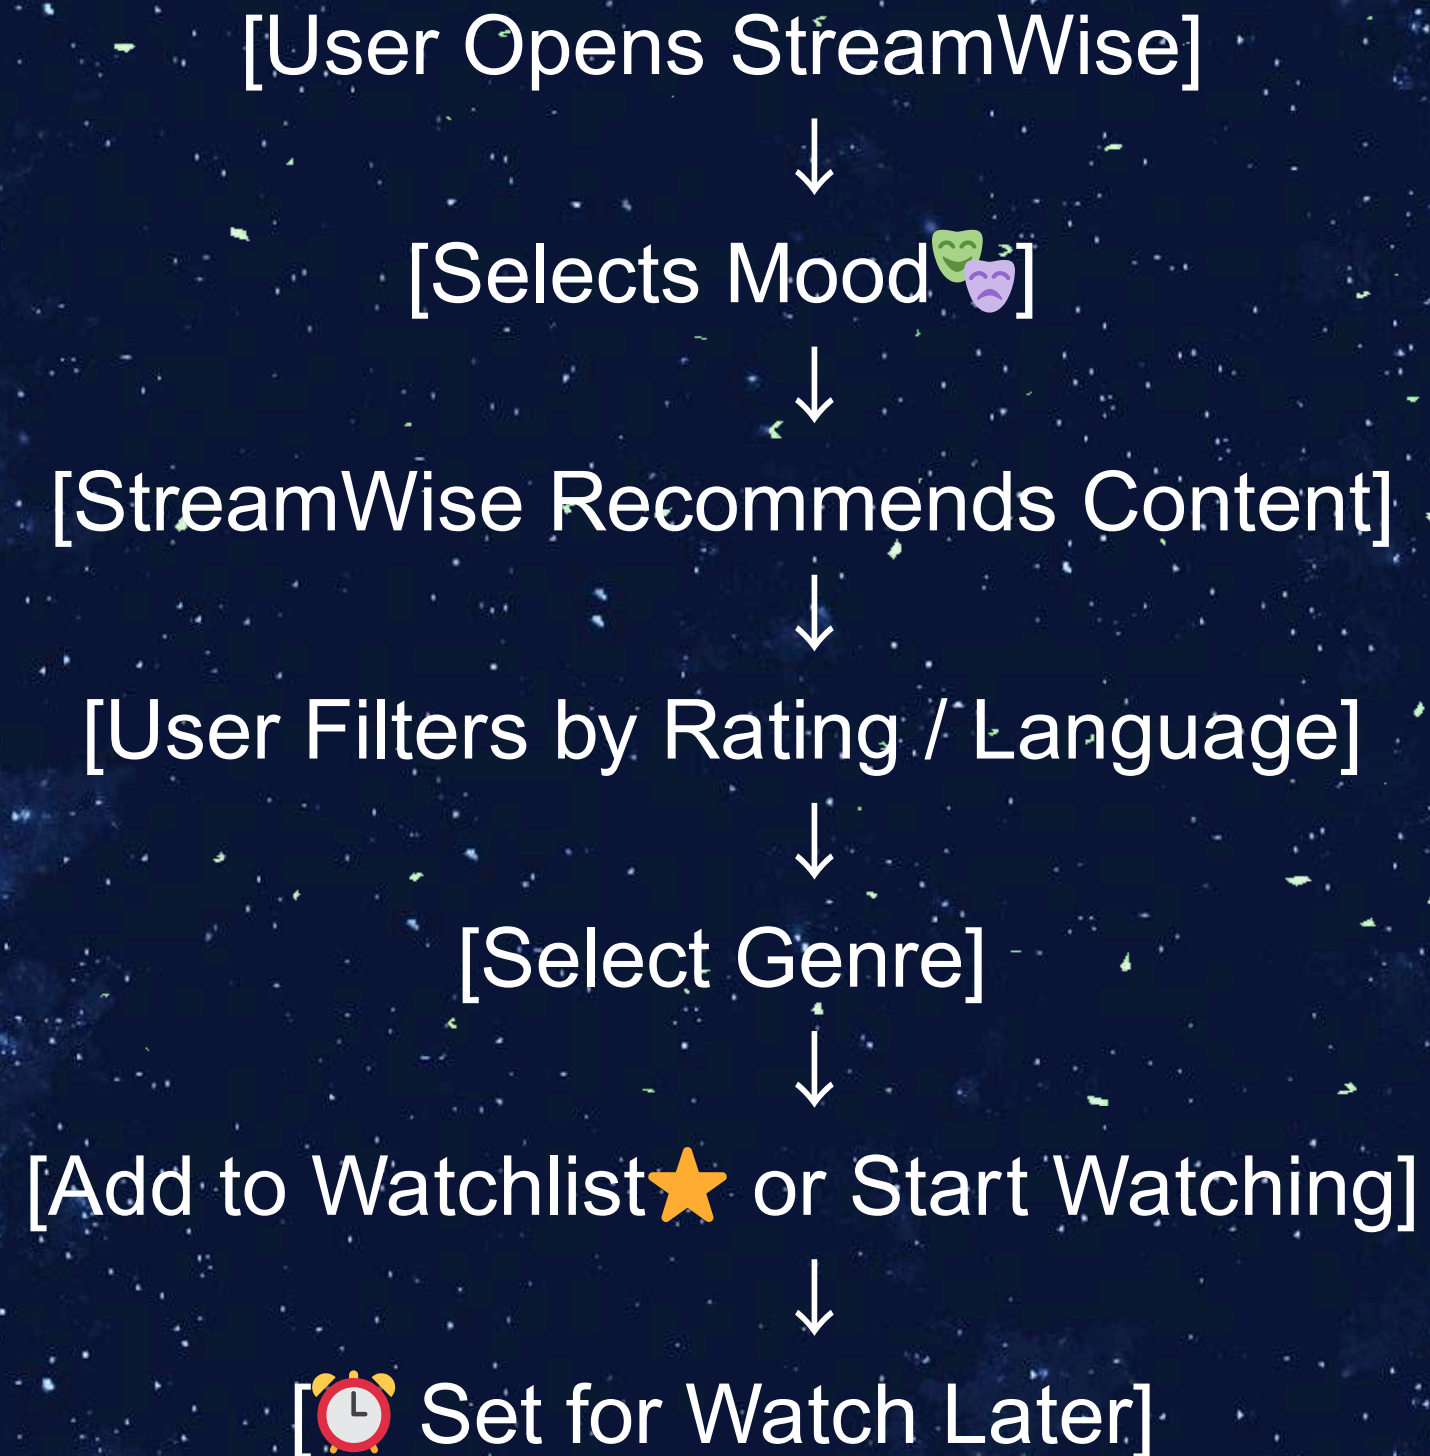 [User Opens StreamWise]
↓
[Selects Mood🎭]
↓
[StreamWise Recommends Content]
↓
[User Filters by Rating / Language]
↓
[Select Genre]
↓
[Add to Watchlist⭐ or Start Watching]
↓
[⏰ Set for Watch Later]